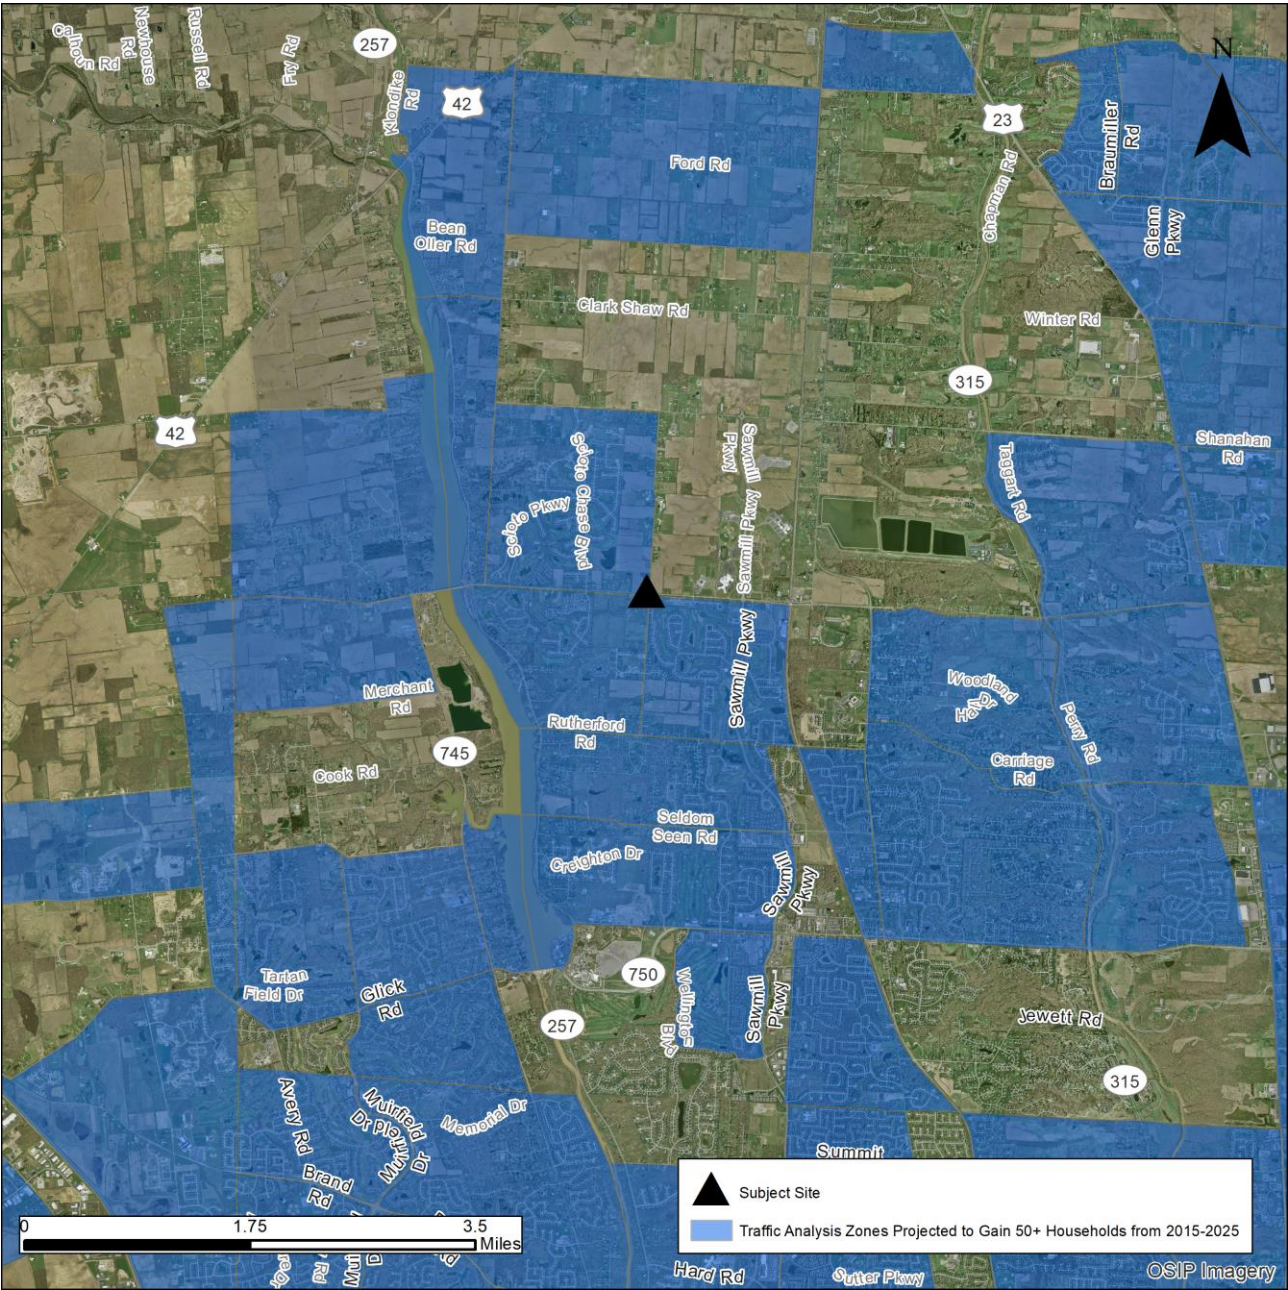 Calhoun Rd
Newhouse
Rd
Russell Rd
Fry Rd
257
Klondike
Rd
42
N
23
Braumiller
Rd
Ford Rd
Chapman Rd
Glenn
Pkwy
Bean
Oller Rd
Clark Shaw Rd
Winter Rd
315
42
Shanahan
Rd
Sawmill
Pkwy
Scioto Chase Blvd
Scioto Pkwy
Taggart Rd
Sawmill Pkwy
Sawmill Pkwy
Woodland
Hall Dr
Merchant
Rd
Perry Rd
Rutherford
Rd
745
Cook Rd
Carriage
Rd
Seldom
Seen Rd
Creighton Dr
Sawmill
Pkwy
750
Tartan
Field Dr
Glick
Rd
Wellington
Blvd
Sawmill
Pkwy
257
Jewett Rd
315
Avery Rd
Muirfield
Dr
Muirfield
Dr
Memorial Dr
Brand
Rd
Summit
Subject Site
Traffic Analysis Zones Projected to Gain 50+ Households from 2015-2025
0 1.75 3.5
Miles
Rd
Hard Rd
Sutter Pkwy
OSIP Imagery